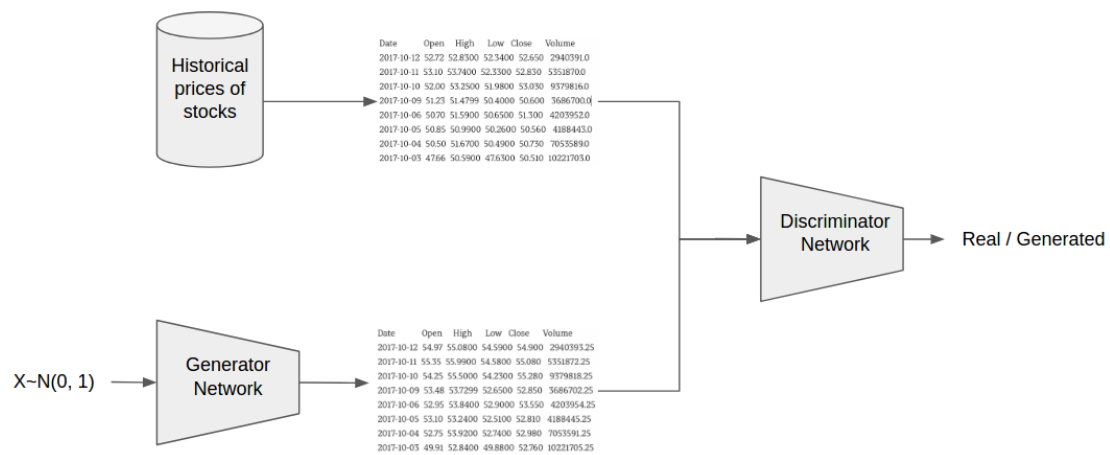 Historical
prices of
stocks
Date Open High Low Close Volume
2017-10-12 52.72 52.8300 52.3400 52.650 2940391.0
2017-10-11 53.10 53.7400 52.3300 52.830 5351870.0
2017-10-10 52.00 53.2500 51.9800 53.030 9379816.0
2017-10-09 51.23 51.4799 50.4000 50.600 3686700.0
2017-10-06 50.70 51.5900 50.6500 51.300 4203952.0
2017-10-05 50.85 50.9900 50.2600 50.560 4188443.0
2017-10-04 50.50 51.6700 50.4900 50.730 7053589.0
2017-10-03 47.66 50.5900 47.6300 50.510 10221703.0
Discriminator
Network
Real / Generated
X~N(0, 1)
Generator
Network
Date Open High Low Close Volume
2017-10-12 54.97 55.0800 54.5900 54.900 2940393.25
2017-10-11 55.35 55.9900 54.5800 55.080 5351872.25
2017-10-10 54.25 55.5000 54.2300 55.280 9379818.25
2017-10-09 53.48 53.7299 52.6500 52.850 3686702.25
2017-10-06 52.95 53.8400 52.9000 53.550 4203954.25
2017-10-05 53.10 53.2400 52.5100 52.810 4188445.25
2017-10-04 52.75 53.9200 52.7400 52.980 7053591.25
2017-10-03 49.91 52.8400 49.8800 52.760 10221705.25